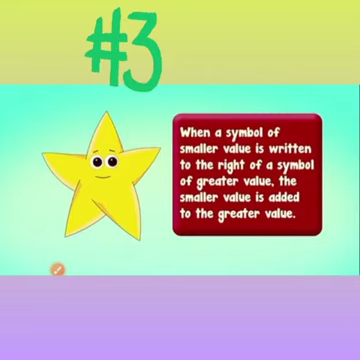 #3
When a symbol of
smaller value is written
to the right of a symbol
of greater value, the
smaller value is added
to the greater value.